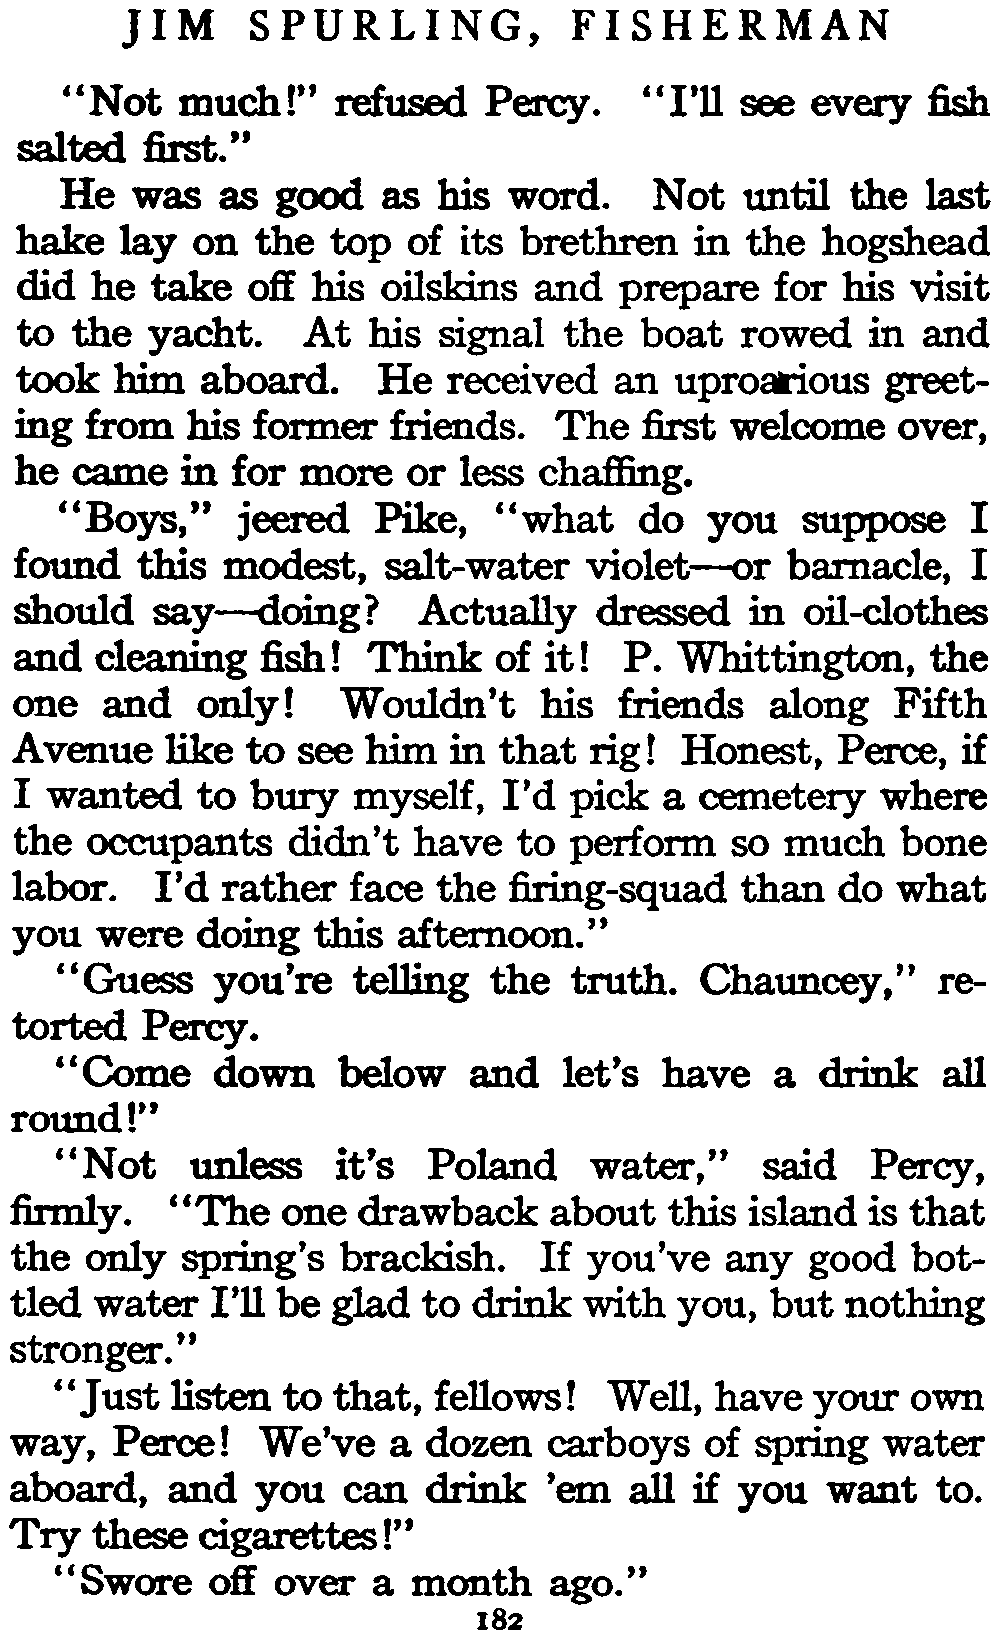 JIM SPURLING, FISHERMAN
“Not much!” refused Percy. “I’ll see every fish
salted first.”
He was as good as his word. Not until the last
hake lay on the top of its brethren in the hogshead
did he take off his oilskins and prepare for his visit
to the yacht. At his signal the boat rowed in and
took him aboard. He received an uproarious greet-
ing from his former friends. The first welcome over,
he came in for more or less chaffing.
“Boys,” jeered Pike, “what do you suppose I
found this modest, salt-water violet—or barnacle, I
should say—doing? Actually dressed in oil-clothes
and cleaning fish! Think of it! P. Whittington, the
one and only! Wouldn’t his friends along Fifth
Avenue like to see him in that rig! Honest, Perce, if
I wanted to bury myself, I’d pick a cemetery where
the occupants didn’t have to perform so much bone
labor. I’d rather face the firing-squad than do what
you were doing this afternoon.”
“Guess you’re telling the truth. Chauncey,” re-
torted Percy.
“Come down below and let’s have a drink all
round!”
“Not unless it’s Poland water,” said Percy,
firmly. “The one drawback about this island is that
the only spring’s brackish. If you’ve any good bot-
tled water I’ll be glad to drink with you, but nothing
stronger.”
“Just listen to that, fellows! Well, have your own
way, Perce! We’ve a dozen carboys of spring water
aboard, and you can drink ’em all if you want to.
Try these cigarettes!”
“Swore off over a month ago.”
182